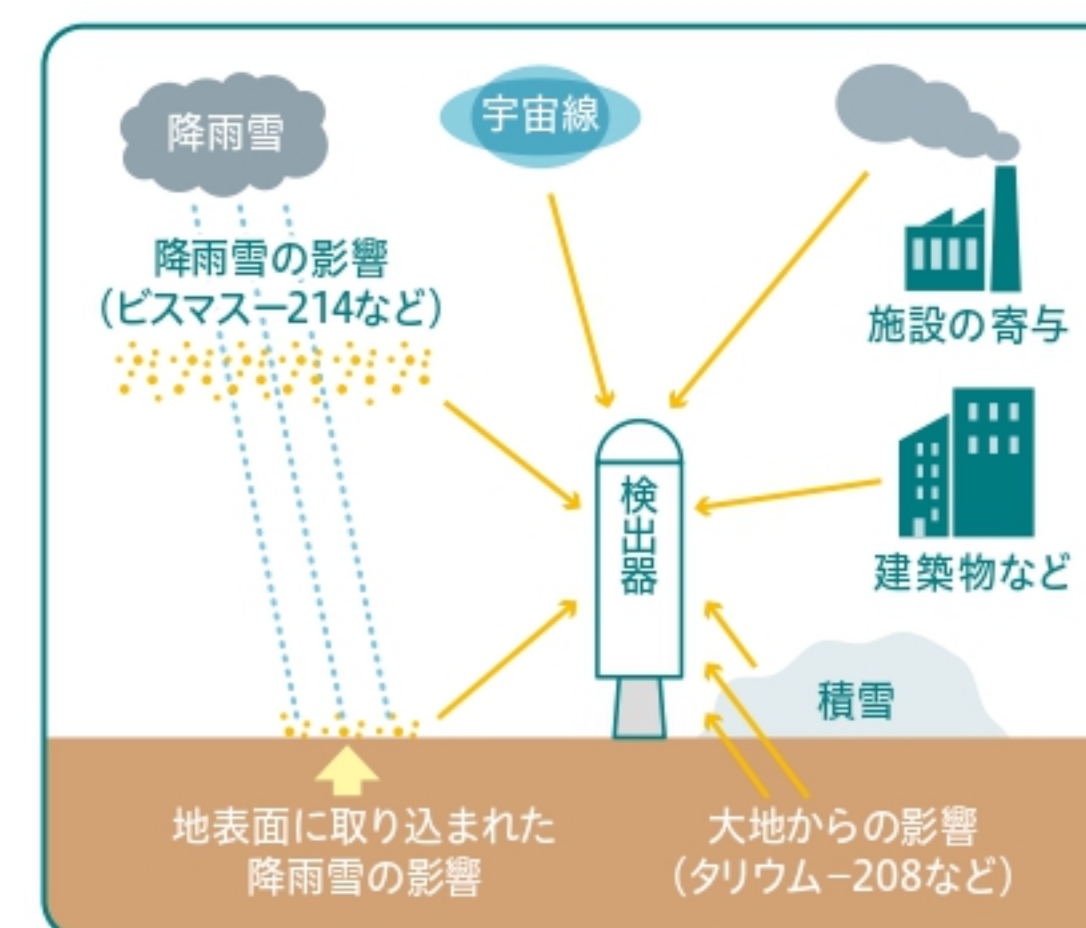 降雨雪
宇宙線
降雨雪の影響
（ビスマスー214など）
施設の寄与
検出器
建築物など
積雪
地表面に取り込まれた
降雨雪の影響
大地からの影響
（タリウム−208など）